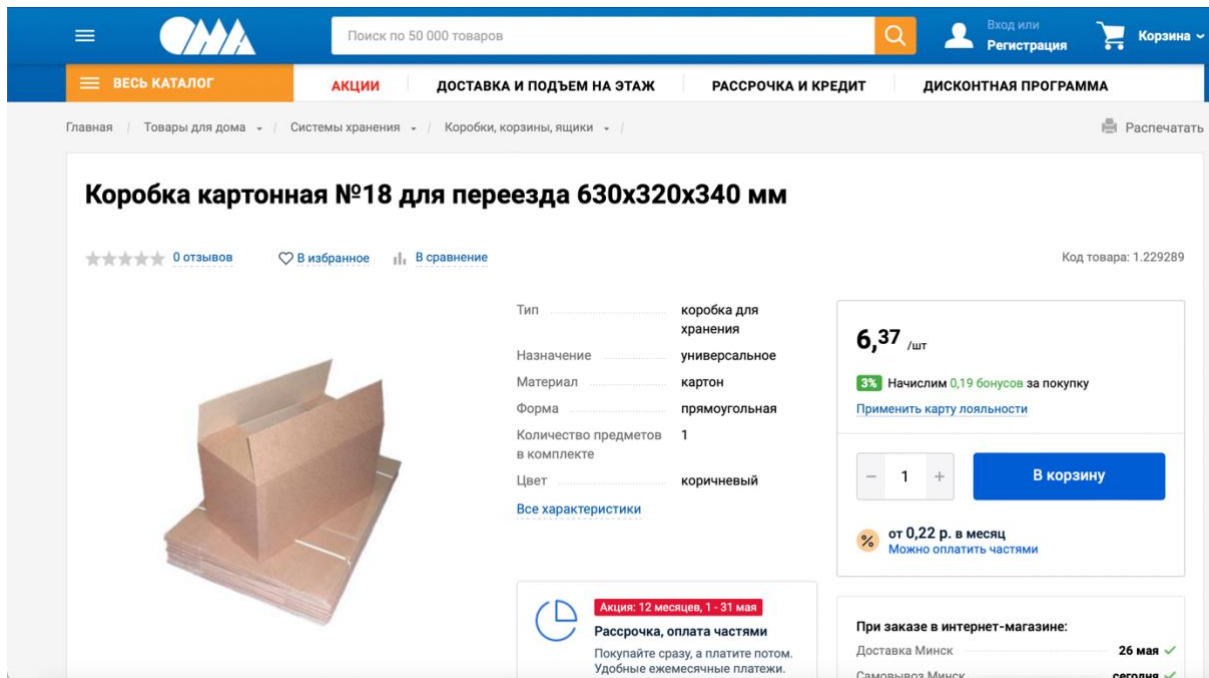 ОМА
Поиск по 50 000 товаров
Вход или
Регистрация
Корзина
ВЕСЬ КАТАЛОГ
АКЦИИ
ДОСТАВКА И ПОДЪЕМ НА ЭТАЖ
РАССРОЧКА И КРЕДИТ
ДИСКОНТНАЯ ПРОГРАММА
Главная / Товары для дома / Системы хранения / Коробки, корзины, ящики /
Распечатать
Коробка картонная №18 для переезда 630х320х340 мм
0 отзывов
В избранное
В сравнение
Код товара: 1.229289
Тип коробка для
хранения
Назначение универсальное
Материал картон
Форма прямоугольная
Количество предметов 1
в комплекте
Цвет коричневый
Все характеристики
6,37 /шт
3% Начислим 0,19 бонусов за покупку
Применить карту лояльности
− 1 +
В корзину
% от 0,22 р. в месяц
Можно оплатить частями
Акция: 12 месяцев, 1 - 31 мая
Рассрочка, оплата частями
Покупайте сразу, а платите потом.
Удобные ежемесячные платежи.
При заказе в интернет-магазине:
Доставка Минск 26 мая
Самовывоз Минск сегодня